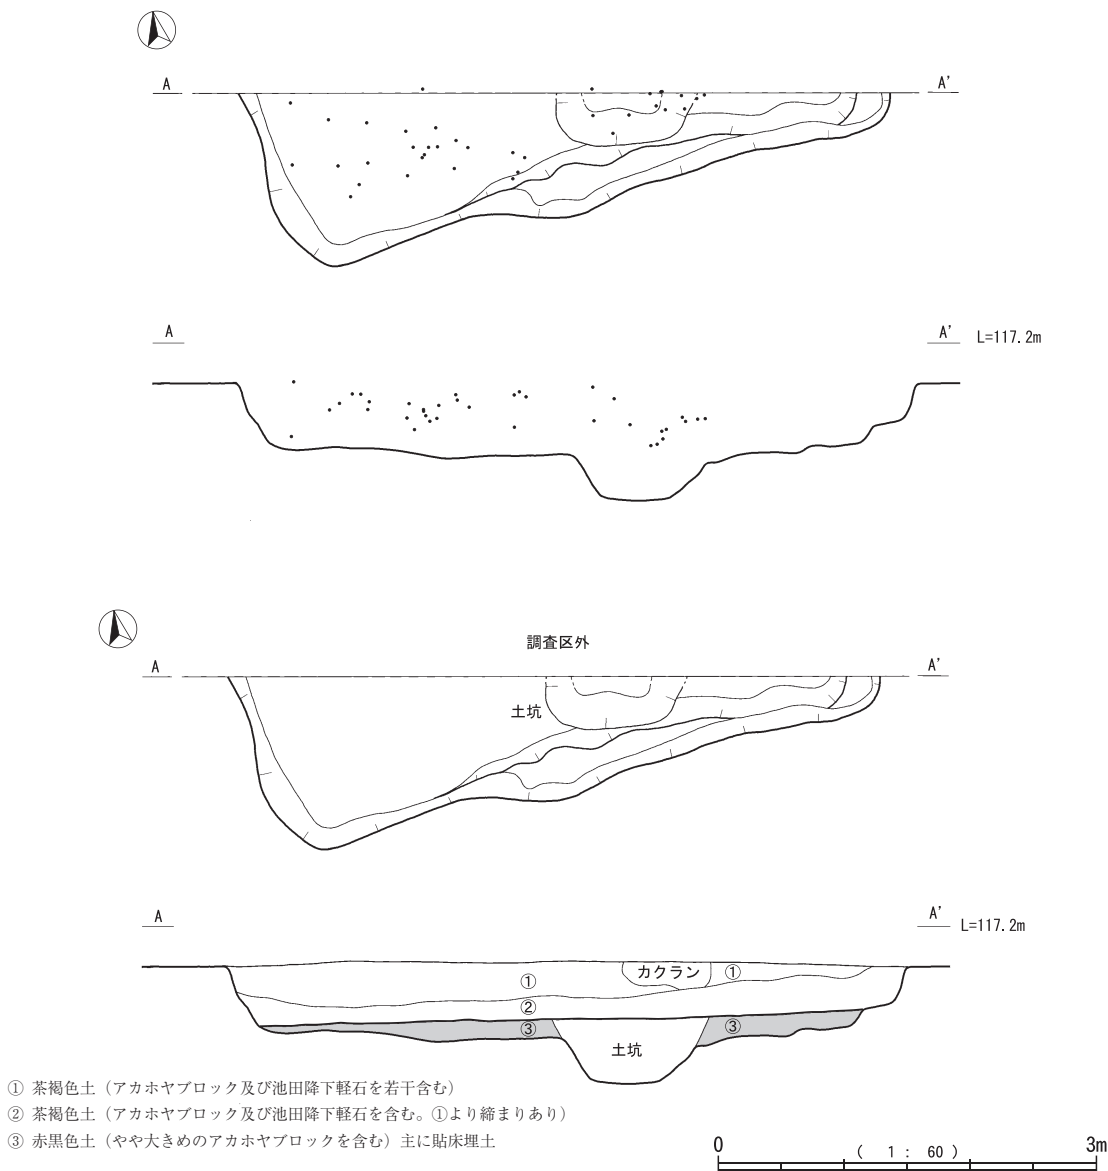 A A'
A A' L=117.2m
調査区外
A A'
土坑
A A' L=117.2m
カクラン
① ①
②
③ ③
土坑
① 茶褐色土（アカホヤブロック及び池田降下軽石を若干含む）
② 茶褐色土（アカホヤブロック及び池田降下軽石を含む。①より締まりあり）
③ 赤黒色土（やや大きめのアカホヤブロックを含む）主に貼床埋土
0 （ 1 : 60 ） 3m